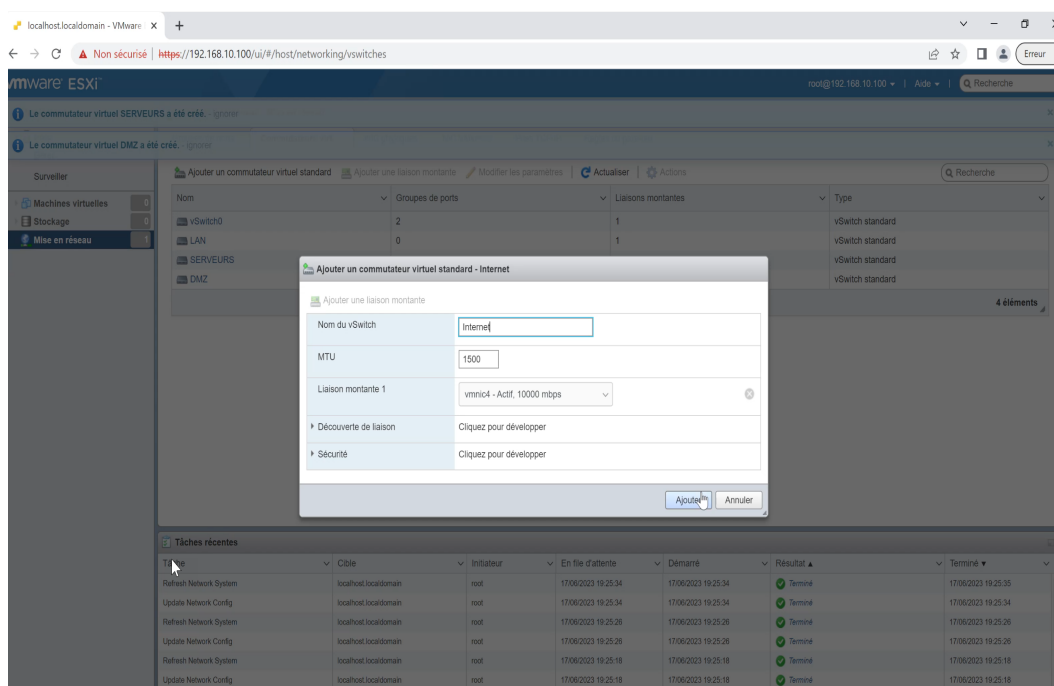 localhost.localdomain - VMware
Non sécurisé https://192.168.10.100/ui/#/host/networking/vswitches Erreur
vmware ESXi root@192.168.10.100 | Aide | Recherche
Le commutateur virtuel SERVEURS a été créé. - ignorer
Le commutateur virtuel DMZ a été créé. - ignorer
Surveiller
Machines virtuelles 0
Stockage 0
Mise en réseau 1
Ajouter un commutateur virtuel standard Ajouter une liaison montante Modifier les paramètres | Actualiser | Actions Recherche
Nom Groupes de ports Liaisons montantes Type
vSwitch0 2 1 vSwitch standard
LAN 0 1 vSwitch standard
SERVEURS vSwitch standard
DMZ vSwitch standard
4 éléments
Ajouter un commutateur virtuel standard - Internet
Ajouter une liaison montante
Nom du vSwitch Internet
MTU 1500
Liaison montante 1 vmnic4 - Actif, 10000 mbps
Découverte de liaison Cliquez pour développer
Sécurité Cliquez pour développer
Ajouter Annuler
Tâches récentes
Tâche Cible Initiateur En file d'attente Démarré Résultat ▲ Terminé ▼
Refresh Network System localhost.localdomain root 17/06/2023 19:25:34 17/06/2023 19:25:34 Terminé 17/06/2023 19:25:35
Update Network Config localhost.localdomain root 17/06/2023 19:25:34 17/06/2023 19:25:34 Terminé 17/06/2023 19:25:34
Refresh Network System localhost.localdomain root 17/06/2023 19:25:26 17/06/2023 19:25:26 Terminé 17/06/2023 19:25:26
Update Network Config localhost.localdomain root 17/06/2023 19:25:26 17/06/2023 19:25:26 Terminé 17/06/2023 19:25:26
Refresh Network System localhost.localdomain root 17/06/2023 19:25:18 17/06/2023 19:25:18 Terminé 17/06/2023 19:25:18
Update Network Config localhost.localdomain root 17/06/2023 19:25:18 17/06/2023 19:25:18 Terminé 17/06/2023 19:25:18